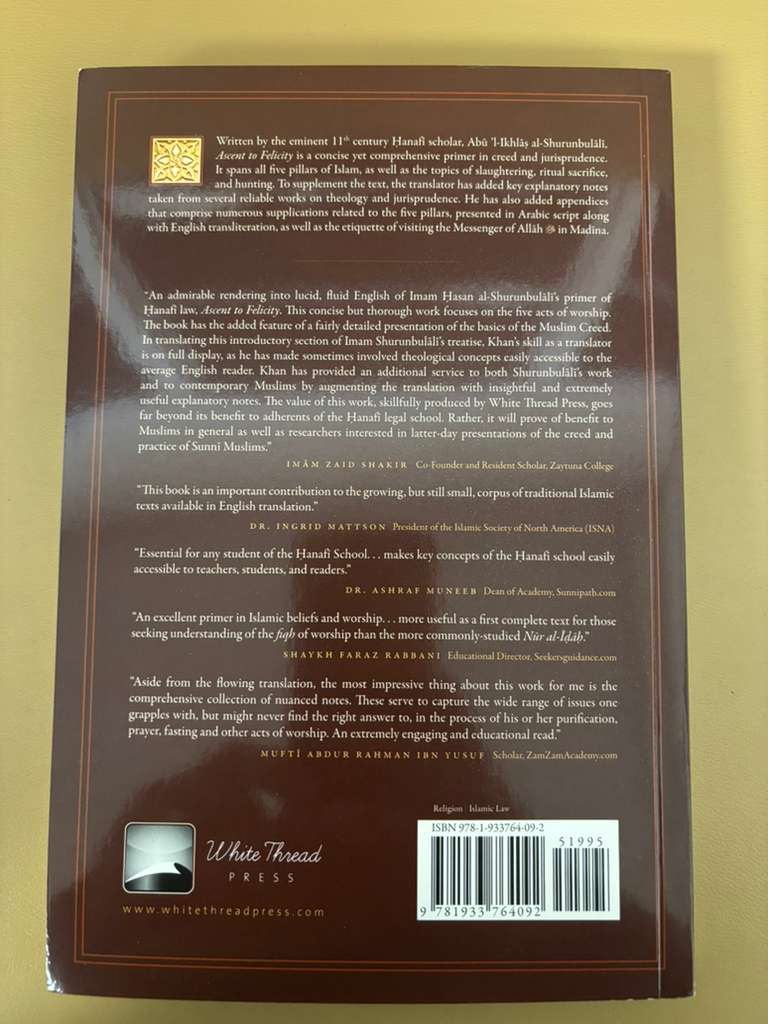 Written by the eminent 11th century Ḥanafī scholar, Abū 'l-Ikhlāṣ al-Shurunbulālī,
Ascent to Felicity is a concise yet comprehensive primer in creed and jurisprudence.
It spans all five pillars of Islam, as well as the topics of slaughtering, ritual sacrifice,
and hunting. To supplement the text, the translator has added key explanatory notes
taken from several reliable works on theology and jurisprudence. He has also added appendices
that comprise numerous supplications related to the five pillars, presented in Arabic script along
with English transliteration, as well as the etiquette of visiting the Messenger of Allāh ﷺ in Madīna.
“An admirable rendering into lucid, fluid English of Imam Ḥasan al-Shurunbulālī’s primer of
Ḥanafī law, Ascent to Felicity. This concise but thorough work focuses on the five acts of worship.
The book has the added feature of a fairly detailed presentation of the basics of the Muslim Creed.
In translating this introductory section of Imam Shurunbulālī’s treatise, Khan’s skill as a translator
is on full display, as he has made sometimes involved theological concepts easily accessible to the
average English reader. Khan has provided an additional service to both Shurunbulālī’s work
and to contemporary Muslims by augmenting the translation with insightful and extremely
useful explanatory notes. The value of this work, skillfully produced by White Thread Press, goes
far beyond its benefit to adherents of the Ḥanafī legal school. Rather, it will prove of benefit to
Muslims in general as well as researchers interested in latter-day presentations of the creed and
practice of Sunnī Muslims.”
IMĀM ZAID SHAKIR Co-Founder and Resident Scholar, Zaytuna College
“This book is an important contribution to the growing, but still small, corpus of traditional Islamic
texts available in English translation.”
DR. INGRID MATTSON President of the Islamic Society of North America (ISNA)
“Essential for any student of the Ḥanafī School. . . makes key concepts of the Ḥanafī school easily
accessible to teachers, students, and readers.”
DR. ASHRAF MUNEEB Dean of Academy, Sunnipath.com
“An excellent primer in Islamic beliefs and worship. . . more useful as a first complete text for those
seeking understanding of the fiqh of worship than the more commonly-studied Nūr al-Īḍāḥ.”
SHAYKH FARAZ RABBANI Educational Director, Seekersguidance.com
“Aside from the flowing translation, the most impressive thing about this work for me is the
comprehensive collection of nuanced notes. These serve to capture the wide range of issues one
grapples with, but might never find the right answer to, in the process of his or her purification,
prayer, fasting and other acts of worship. An extremely engaging and educational read.”
MUFTĪ ABDUR RAHMAN IBN YUSUF Scholar, ZamZamAcademy.com
Religion | Islamic Law
ISBN 978-1-933764-09-2
51995
9 781933 764092
White Thread
PRESS
www.whitethreadpress.com